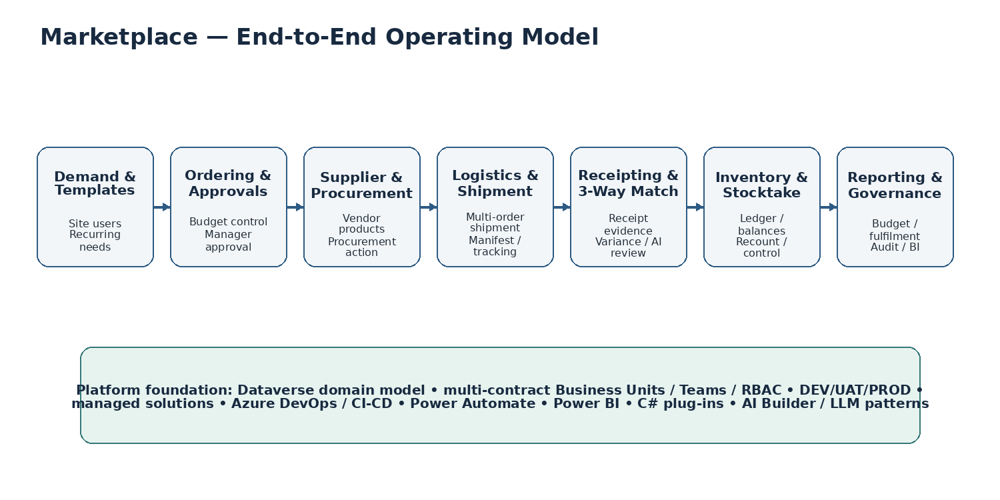 Marketplace — End-to-End Operating Model
Demand &
Templates
Site users
Recurring
needs
Ordering &
Approvals
Budget control
Manager
approval
Supplier &
Procurement
Vendor
products
Procurement
action
Logistics &
Shipment
Multi-order
shipment
Manifest /
tracking
Receipting &
3-Way Match
Receipt
evidence
Variance / AI
review
Inventory &
Stocktake
Ledger /
balances
Recount /
control
Reporting &
Governance
Budget /
fulfilment
Audit / BI
Platform foundation: Dataverse domain model • multi-contract Business Units / Teams / RBAC • DEV/UAT/PROD •
managed solutions • Azure DevOps / CI-CD • Power Automate • Power BI • C# plug-ins • AI Builder / LLM patterns